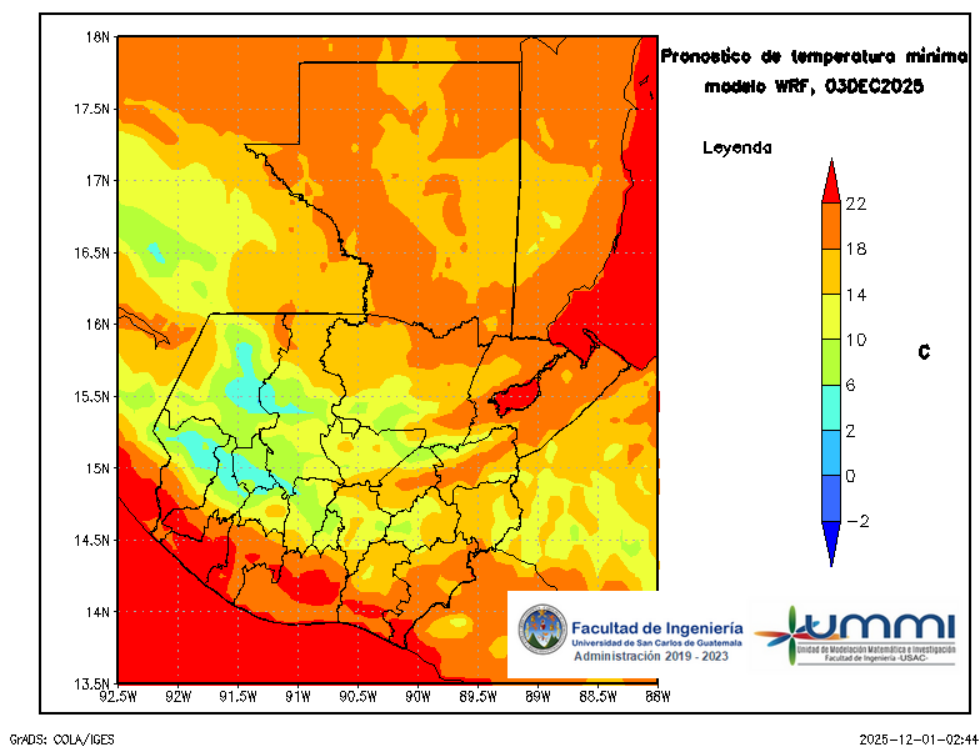 Pronostico de temperatura minima
modelo WRF, 03DEC2025
Leyenda
22
18
14
10
6
2
0
−2
C
18N
17.5N
17N
16.5N
16N
15.5N
15N
14.5N
14N
13.5N
92.5W
92W
91.5W
91W
90.5W
90W
89.5W
89W
88.5W
88W
Facultad de Ingeniería
Universidad de San Carlos de Guatemala
Administración 2019 - 2023
ummi
Unidad de Modelación Matemática e Investigación
Facultad de Ingeniería -USAC-
GrADS: COLA/IGES
2025-12-01-02:44